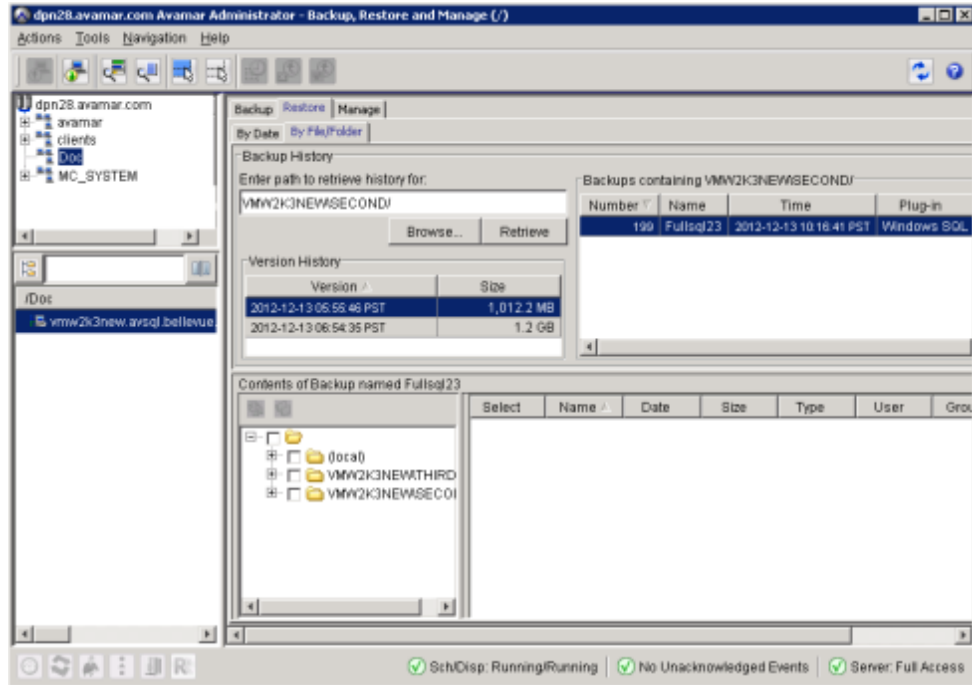 dpn28.avamar.com Avamar Administrator - Backup, Restore and Manage (/)
Actions Tools Navigation Help
dpn28.avamar.com
avamar
clients
Doc
MC_SYSTEM
/Doc
vmw2k3new.avsql.bellevue
Backup Restore Manage
By Date By File/Folder
Backup History
Enter path to retrieve history for:
VMW2K3NEW\SECOND/
Browse... Retrieve
Version History
Version Size
2012-12-13 05:55:46 PST 1,012.2 MB
2012-12-13 06:54:35 PST 1.2 GB
Backups containing VMW2K3NEW\SECOND/
Number Name Time Plug-in
199 Fullsql23 2012-12-13 10:16:41 PST Windows SQL
Contents of Backup named Fullsql23
(local)
VMW2K3NEW\THIRD
VMW2K3NEW\SECO
Select Name Date Size Type User Grou
Sch/Disp: Running/Running No Unacknowledged Events Server: Full Access